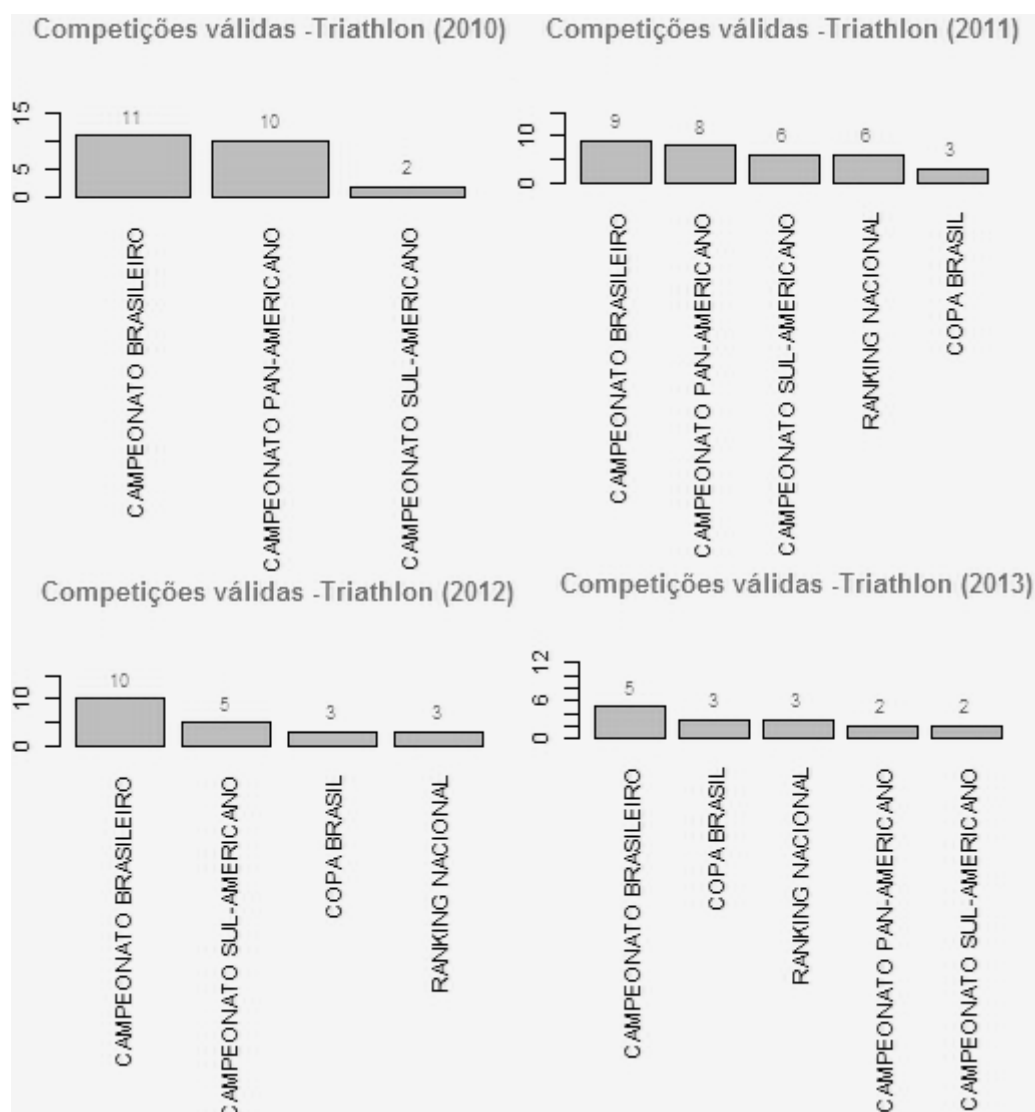 Competições válidas -Triathlon (2010)
15
5
0
11
10
2
CAMPEONATO BRASILEIRO
CAMPEONATO PAN-AMERICANO
CAMPEONATO SUL-AMERICANO
Competições válidas -Triathlon (2011)
10
0
9
8
6
6
3
CAMPEONATO BRASILEIRO
CAMPEONATO PAN-AMERICANO
CAMPEONATO SUL-AMERICANO
RANKING NACIONAL
COPA BRASIL
Competições válidas -Triathlon (2012)
10
0
10
5
3
3
CAMPEONATO BRASILEIRO
CAMPEONATO SUL-AMERICANO
COPA BRASIL
RANKING NACIONAL
Competições válidas -Triathlon (2013)
12
6
0
5
3
3
2
2
CAMPEONATO BRASILEIRO
COPA BRASIL
RANKING NACIONAL
CAMPEONATO PAN-AMERICANO
CAMPEONATO SUL-AMERICANO